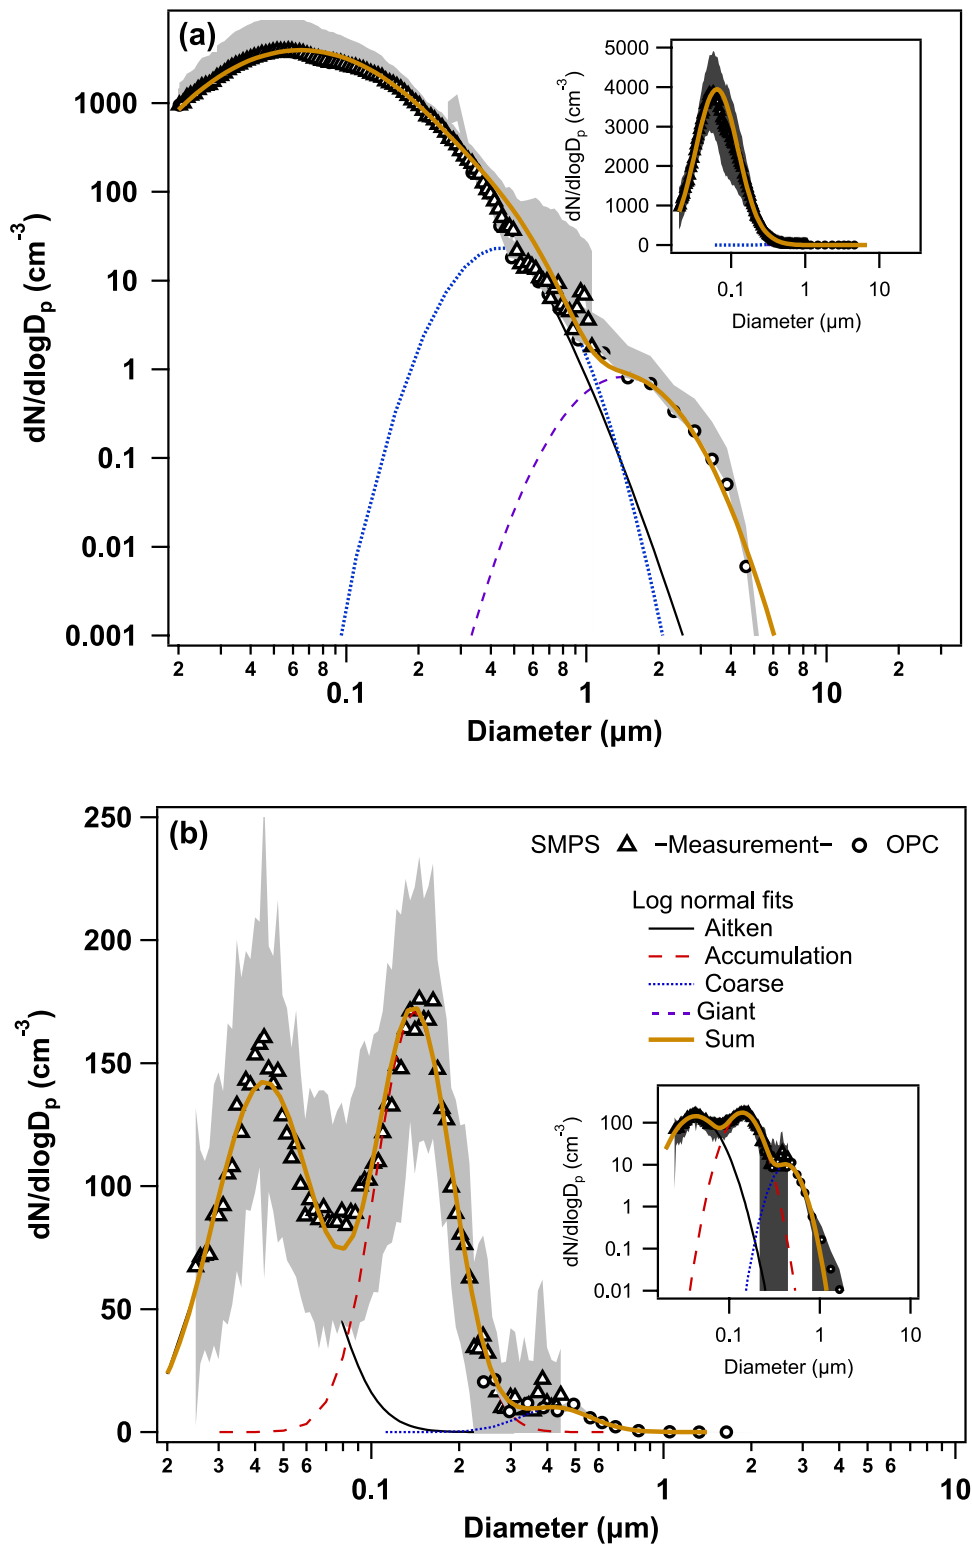 (a)
dN/dlogDp (cm-3)
1000
100
10
1
0.1
0.01
0.001
2 4 6 8 2 4 6 8 2 4 6 8 2
0.1 1 10
Diameter (µm)
dN/dlogDp (cm-3)
5000
4000
3000
2000
1000
0
0.1 1 10
Diameter (µm)
(b)
dN/dlogDp (cm-3)
250
200
150
100
50
0
SMPS Measurement OPC
Log normal fits
Aitken
Accumulation
Coarse
Giant
Sum
dN/dlogDp (cm-3)
100
10
1
0.1
0.01
0.1 1 10
Diameter (µm)
2 3 4 5 6 2 3 4 5 6 2 3 4 5 6
0.1 1 10
Diameter (µm)